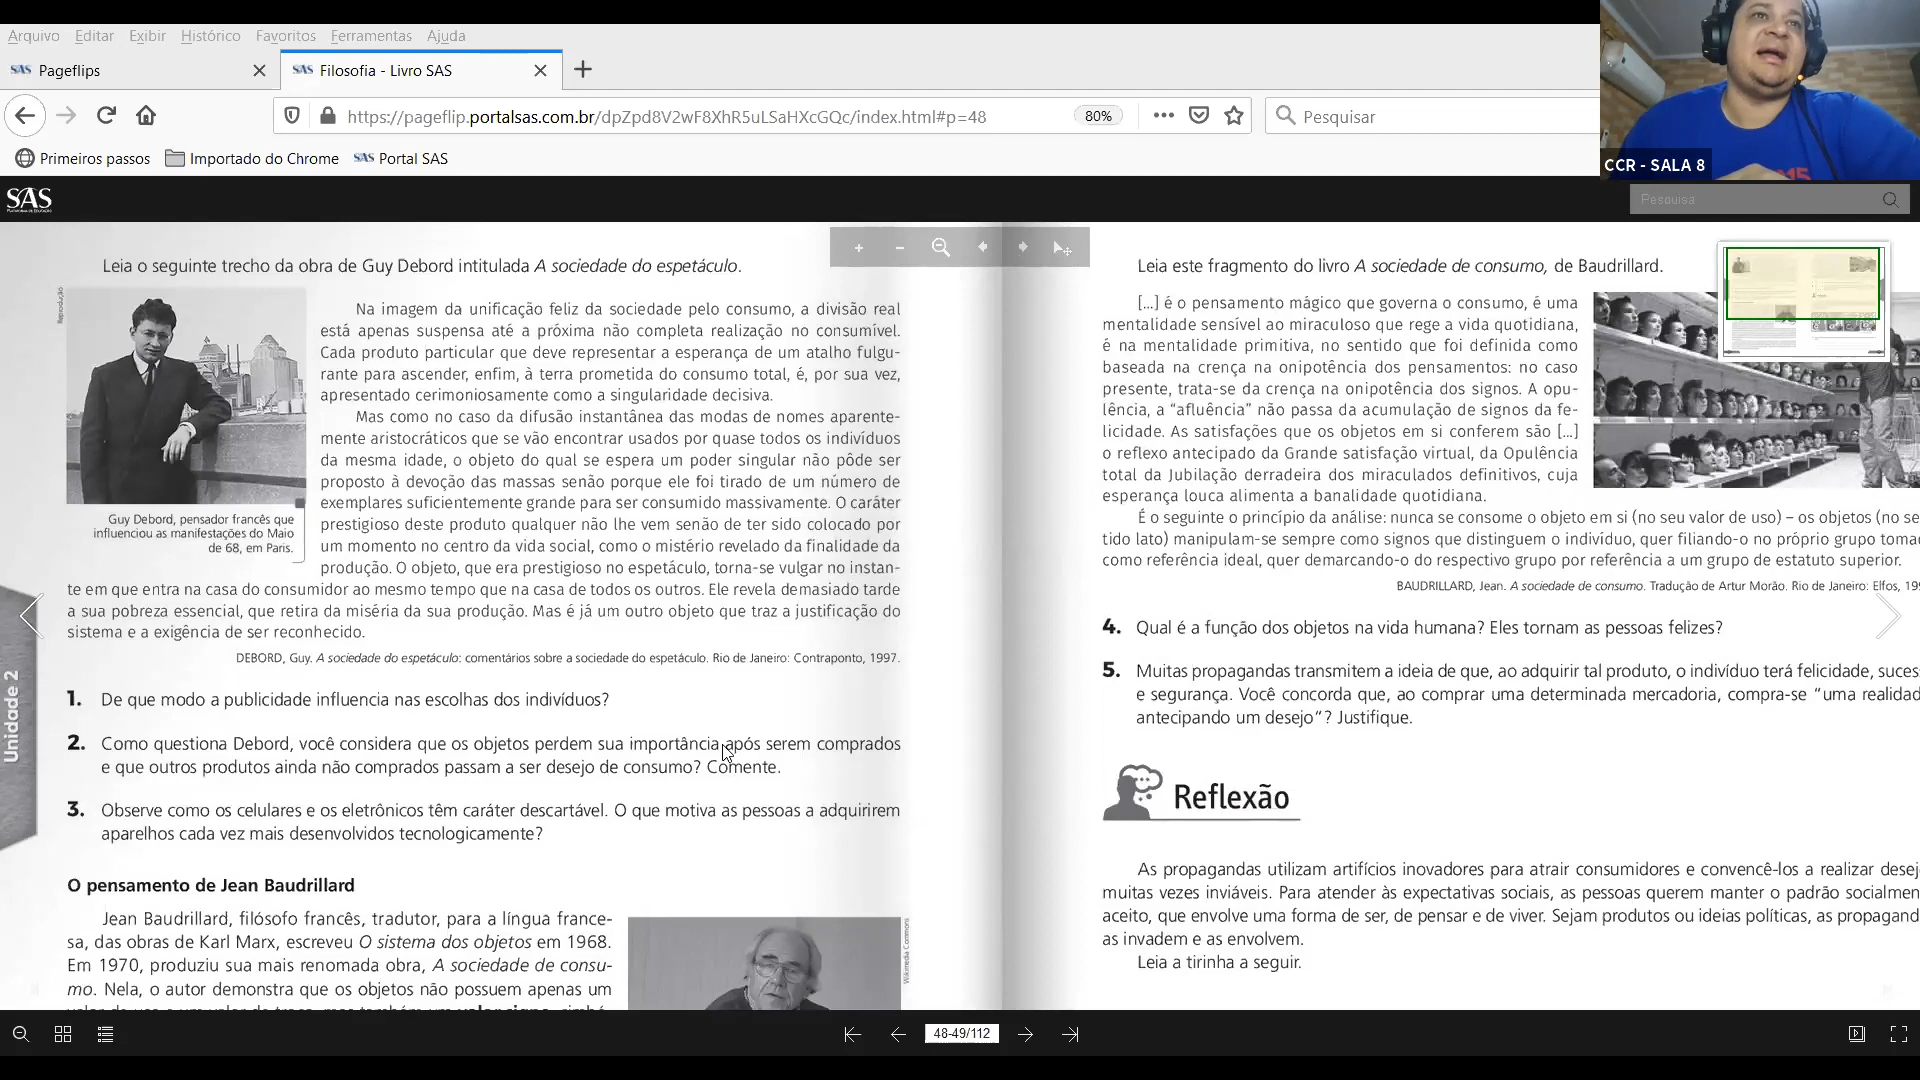 Arquivo Editar Exibir Histórico Favoritos Ferramentas Ajuda
SAS Pageflips
SAS Filosofia - Livro SAS
https://pageflip.portalsas.com.br/dpZpd8V2wF8XhR5uLSaHXcGQc/index.html#p=48
80%
Pesquisar
Primeiros passos Importado do Chrome SAS Portal SAS
CCR - SALA 8
SAS
PLATAFORMA DE EDUCAÇÃO
Pesquisa
Leia o seguinte trecho da obra de Guy Debord intitulada A sociedade do espetáculo.
Reprodução
Na imagem da unificação feliz da sociedade pelo consumo, a divisão real
está apenas suspensa até a próxima não completa realização no consumível.
Cada produto particular que deve representar a esperança de um atalho fulgu-
rante para ascender, enfim, à terra prometida do consumo total, é, por sua vez,
apresentado cerimoniosamente como a singularidade decisiva.
Mas como no caso da difusão instantânea das modas de nomes aparente-
mente aristocráticos que se vão encontrar usados por quase todos os indivíduos
da mesma idade, o objeto do qual se espera um poder singular não pôde ser
proposto à devoção das massas senão porque ele foi tirado de um número de
exemplares suficientemente grande para ser consumido massivamente. O caráter
prestigioso deste produto qualquer não lhe vem senão de ter sido colocado por
um momento no centro da vida social, como o mistério revelado da finalidade da
produção. O objeto, que era prestigioso no espetáculo, torna-se vulgar no instan-
te em que entra na casa do consumidor ao mesmo tempo que na casa de todos os outros. Ele revela demasiado tarde
a sua pobreza essencial, que retira da miséria da sua produção. Mas é já um outro objeto que traz a justificação do
sistema e a exigência de ser reconhecido.
Guy Debord, pensador francês que
influenciou as manifestações do Maio
de 68, em Paris.
DEBORD, Guy. A sociedade do espetáculo: comentários sobre a sociedade do espetáculo. Rio de Janeiro: Contraponto, 1997.
Unidade 2
1. De que modo a publicidade influencia nas escolhas dos indivíduos?
2. Como questiona Debord, você considera que os objetos perdem sua importância após serem comprados
e que outros produtos ainda não comprados passam a ser desejo de consumo? Comente.
3. Observe como os celulares e os eletrônicos têm caráter descartável. O que motiva as pessoas a adquirirem
aparelhos cada vez mais desenvolvidos tecnologicamente?
O pensamento de Jean Baudrillard
Jean Baudrillard, filósofo francês, tradutor, para a língua france-
sa, das obras de Karl Marx, escreveu O sistema dos objetos em 1968.
Em 1970, produziu sua mais renomada obra, A sociedade de consu-
mo. Nela, o autor demonstra que os objetos não possuem apenas um
valor de uso e um valor de troca, mas também um valor signo, simbó-
Wikimedia Commons
Leia este fragmento do livro A sociedade de consumo, de Baudrillard.
[...] é o pensamento mágico que governa o consumo, é uma
mentalidade sensível ao miraculoso que rege a vida quotidiana,
é na mentalidade primitiva, no sentido que foi definida como
baseada na crença na onipotência dos pensamentos: no caso
presente, trata-se da crença na onipotência dos signos. A opu-
lência, a "afluência" não passa da acumulação de signos da fe-
licidade. As satisfações que os objetos em si conferem são [...]
o reflexo antecipado da Grande satisfação virtual, da Opulência
total da Jubilação derradeira dos miraculados definitivos, cuja
esperança louca alimenta a banalidade quotidiana.
É o seguinte o princípio da análise: nunca se consome o objeto em si (no seu valor de uso) – os objetos (no se
tido lato) manipulam-se sempre como signos que distinguem o indivíduo, quer filiando-o no próprio grupo toma
como referência ideal, quer demarcando-o do respectivo grupo por referência a um grupo de estatuto superior.
BAUDRILLARD, Jean. A sociedade de consumo. Tradução de Artur Morão. Rio de Janeiro: Elfos, 19
4. Qual é a função dos objetos na vida humana? Eles tornam as pessoas felizes?
5. Muitas propagandas transmitem a ideia de que, ao adquirir tal produto, o indivíduo terá felicidade, suces
e segurança. Você concorda que, ao comprar uma determinada mercadoria, compra-se "uma realidad
antecipando um desejo"? Justifique.
Reflexão
As propagandas utilizam artifícios inovadores para atrair consumidores e convencê-los a realizar desej
muitas vezes inviáveis. Para atender às expectativas sociais, as pessoas querem manter o padrão socialmen
aceito, que envolve uma forma de ser, de pensar e de viver. Sejam produtos ou ideias políticas, as propagand
as invadem e as envolvem.
Leia a tirinha a seguir.
48-49/112